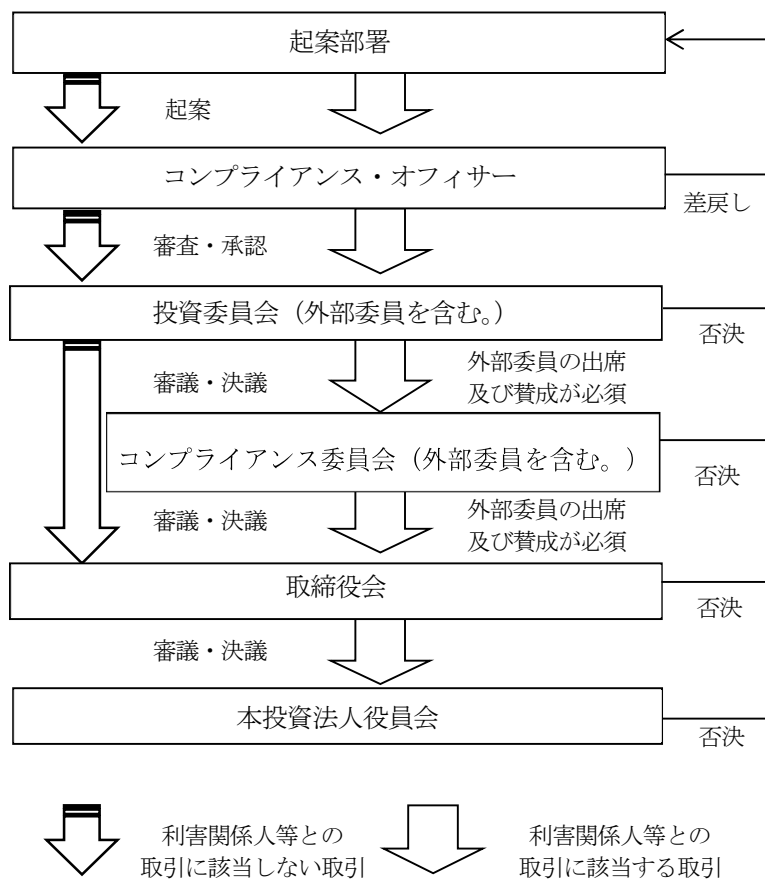 起案部署
起案
コンプライアンス・オフィサー
差戻し
審査・承認
投資委員会（外部委員を含む。）
否決
審議・決議
外部委員の出席
及び賛成が必須
コンプライアンス委員会（外部委員を含む。）
否決
審議・決議
外部委員の出席
及び賛成が必須
取締役会
否決
審議・決議
本投資法人役員会
否決
利害関係人等との
取引に該当しない取引
利害関係人等との
取引に該当する取引